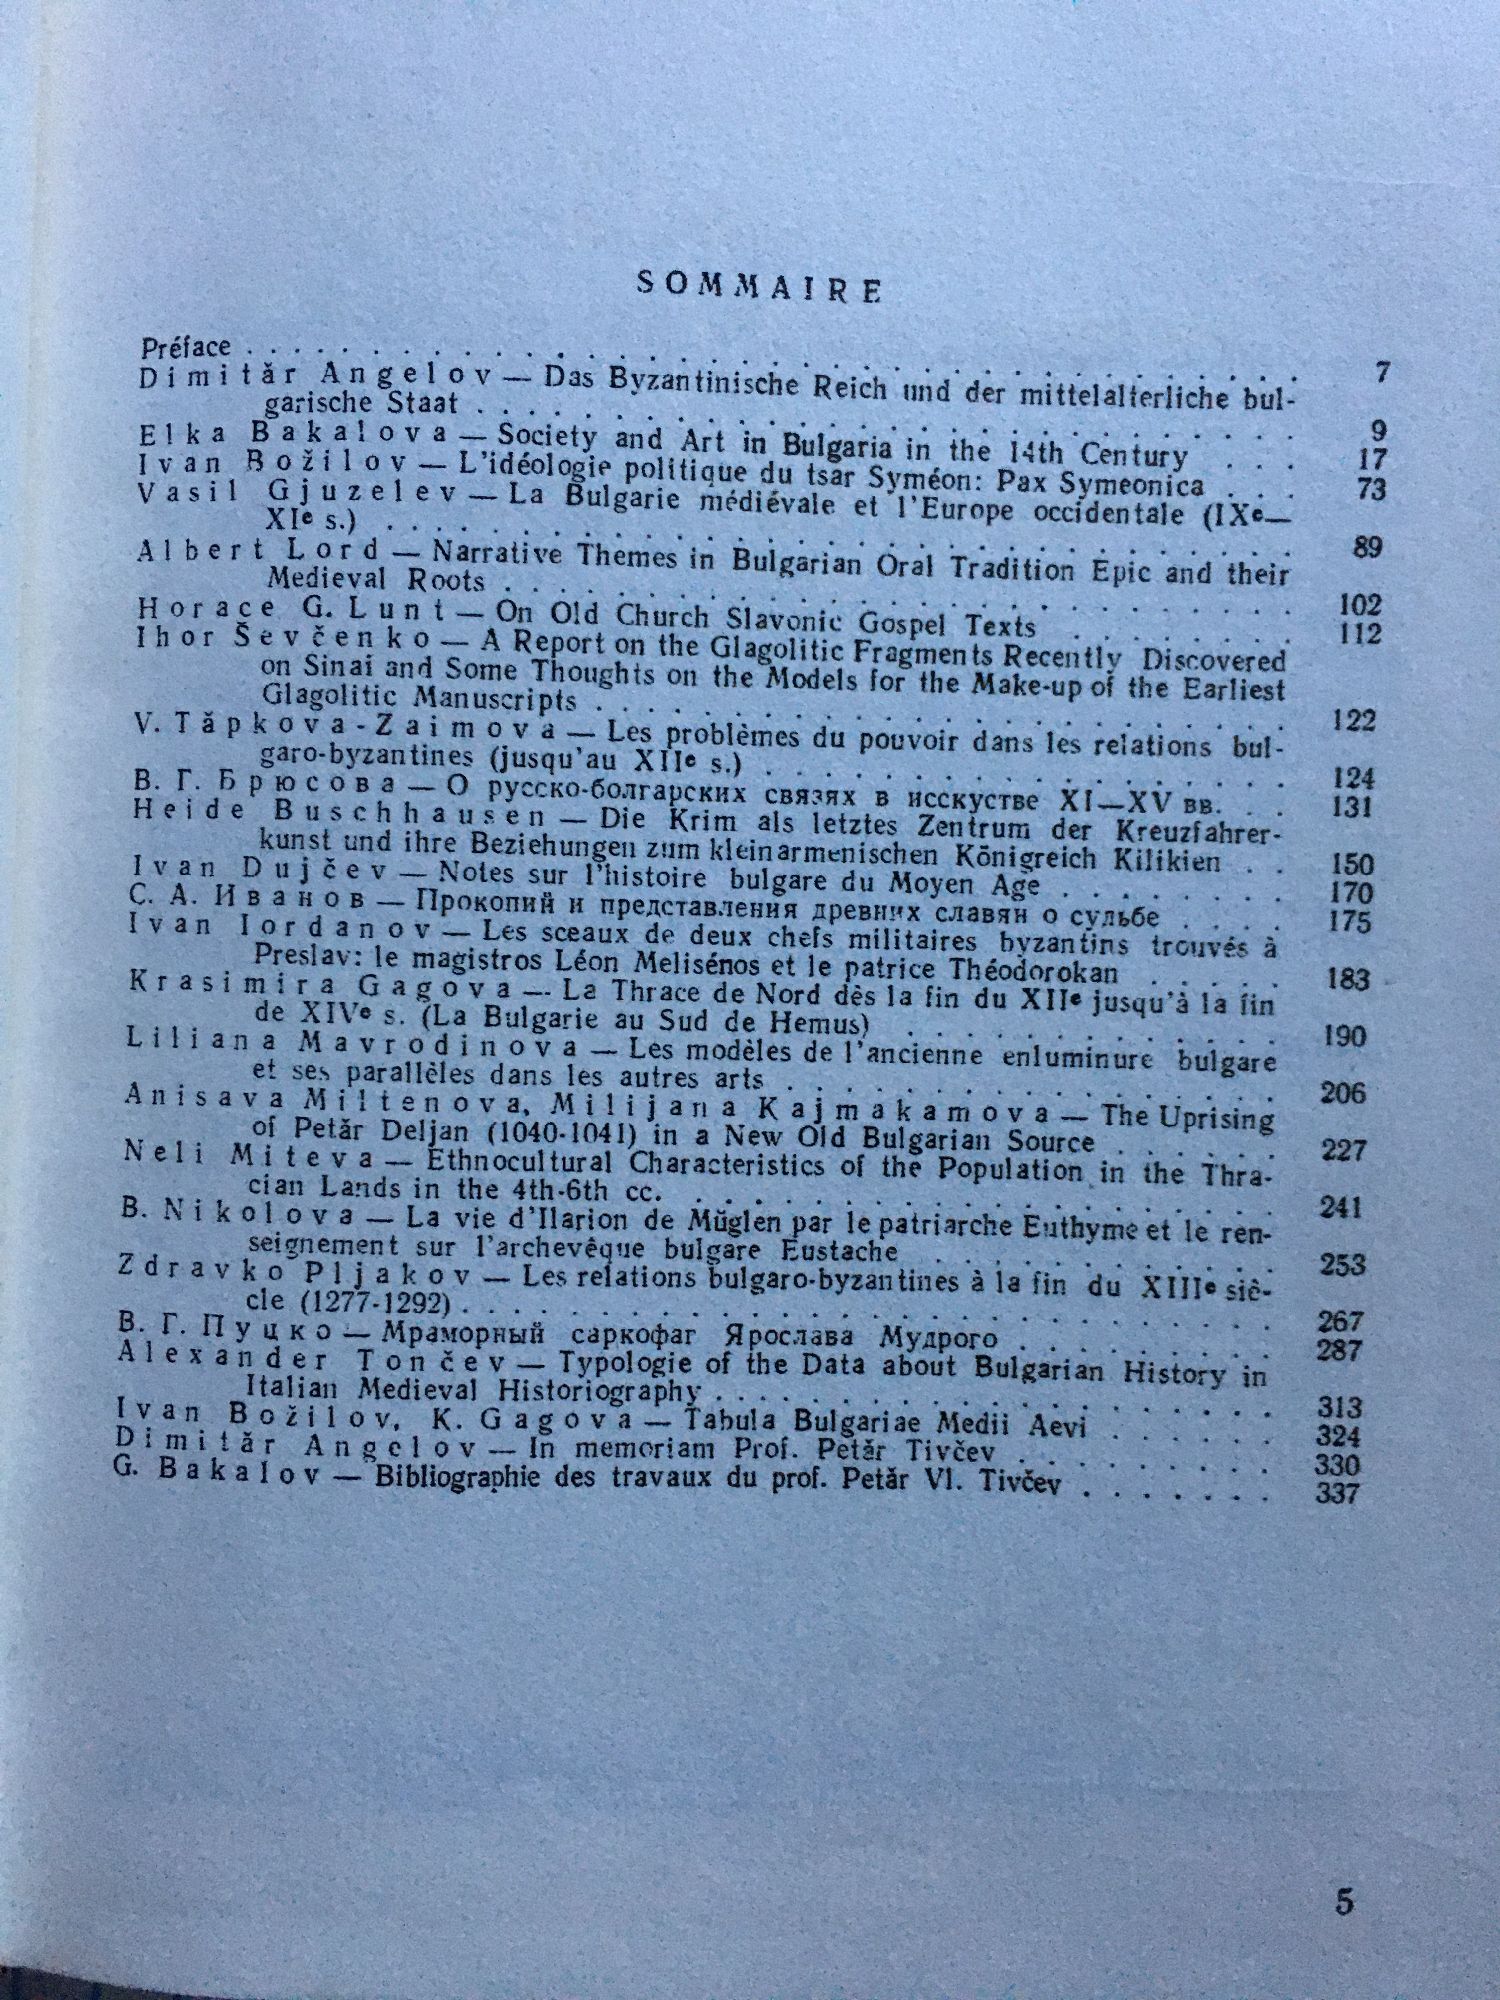 SOMMAIRE
Préface . . . . . . . . . . . . . . . . . . . . 7
Dimităr Angelov — Das Byzantinische Reich und der mittelalterliche bul-
garische Staat . . . . . . . . . . . . . . . . . . . . 9
Elka Bakalova — Society and Art in Bulgaria in the 14th Century . . . 17
Ivan Božilov — L'idéologie politique du tsar Syméon: Pax Symeonica . . . 73
Vasil Gjuzelev — La Bulgarie médiévale et l'Europe occidentale (IXe—
XIe s.) . . . . . . . . . . . . . . . . . . . . 89
Albert Lord — Narrative Themes in Bulgarian Oral Tradition Epic and their
Medieval Roots . . . . . . . . . . . . . . . . . . . . 102
Horace G. Lunt — On Old Church Slavonic Gospel Texts . . . . . . . 112
Ihor Ševčenko — A Report on the Glagolitic Fragments Recently Discovered
on Sinai and Some Thoughts on the Models for the Make-up of the Earliest
Glagolitic Manuscripts . . . . . . . . . . . . . . . . 122
V. Tăpkova-Zaimova — Les problèmes du pouvoir dans les relations bul-
garo-byzantines (jusqu'au XIIe s.) . . . . . . . . . . . . 124
В. Г. Брюсова — О русско-болгарских связях в исскустве XI—XV вв. . . 131
Heide Buschhausen — Die Krim als letztes Zentrum der Kreuzfahrer-
kunst und ihre Beziehungen zum kleinarmenischen Königreich Kilikien . . 150
Ivan Dujčev — Notes sur l'histoire bulgare du Moyen Age . . . . . . . 170
С. А. Иванов — Прокопий и представления древних славян о сульбе . . . . 175
Ivan Iordanov — Les sceaux de deux chefs militaires byzantins trouvés à
Preslav: le magistros Léon Melisénos et le patrice Théodorokan . . . . . 183
Krasimira Gagova — La Thrace de Nord dès la fin du XIIe jusqu'à la fin
de XIVe s. (La Bulgarie au Sud de Hemus) . . . . . . . . . 190
Liliana Mavrodinova — Les modèles de l'ancienne enluminure bulgare
et ses parallèles dans les autres arts . . . . . . . . . . . . 206
Anisava Miltenova, Milijana Kajmakamova — The Uprising
of Petăr Deljan (1040-1041) in a New Old Bulgarian Source . . . . . 227
Neli Miteva — Ethnocultural Characteristics of the Population in the Thra-
cian Lands in the 4th-6th cc. . . . . . . . . . . . . . . 241
B. Nikolova — La vie d'Ilarion de Mŭglen par le patriarche Euthyme et le ren-
seignement sur l'archevêque bulgare Eustache . . . . . . . . . 253
Zdravko Pljakov — Les relations bulgaro-byzantines à la fin du XIIIe siè-
cle (1277-1292) . . . . . . . . . . . . . . . . . . . . 267
В. Г. Пуцко — Мраморный саркофаг Ярослава Мудрого . . . . . . . . 287
Alexander Tončev — Typologie of the Data about Bulgarian History in
Italian Medieval Historiography . . . . . . . . . . . . . 313
Ivan Božilov, K. Gagova — Tabula Bulgariae Medii Aevi . . . . . . 324
Dimităr Angelov — In memoriam Prof. Petăr Tivčev . . . . . . . . 330
G. Bakalov — Bibliographie des travaux du prof. Petăr Vl. Tivčev . . . . . . 337
5